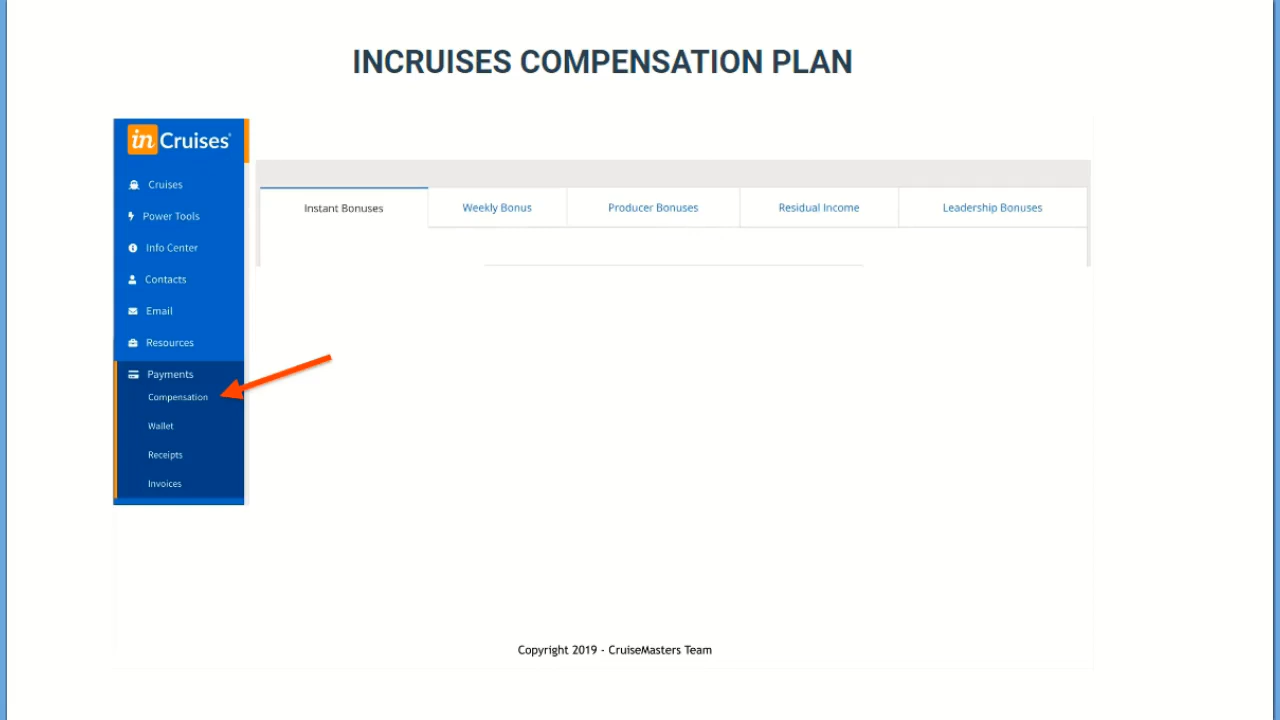 INCRUISES COMPENSATION PLAN
inCruises®
Cruises
Power Tools
Info Center
Contacts
Email
Resources
Payments
Compensation
Wallet
Receipts
Invoices
Instant Bonuses
Weekly Bonus
Producer Bonuses
Residual Income
Leadership Bonuses
Copyright 2019 - CruiseMasters Team